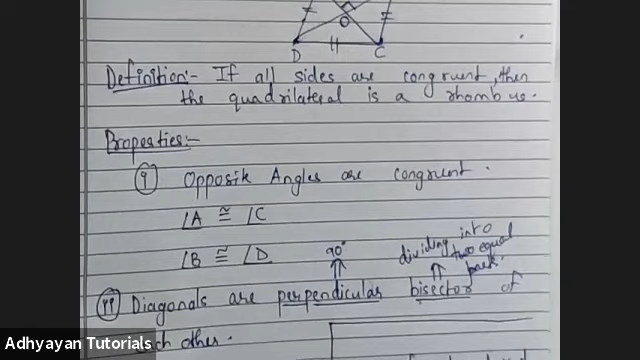 O
D
C
Definition:- If all sides are congruent, then
the quadrilateral is a rhombus.
Properties:-
i) Opposite Angles are congruent.
∠A ≅ ∠C
∠B ≅ ∠D
90°
dividing into
two equal
part.
ii) Diagonals are perpendicular bisector of
each other.
Adhyayan Tutorials